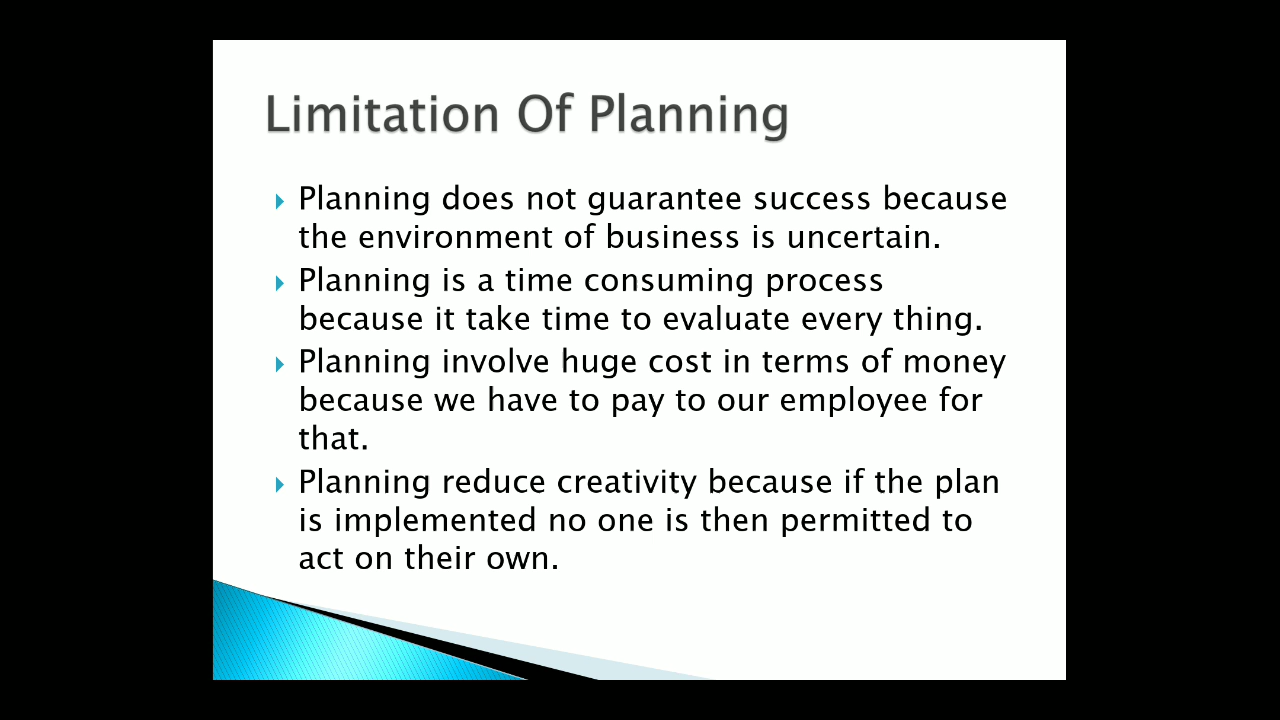 Limitation Of Planning
Planning does not guarantee success because
the environment of business is uncertain.
Planning is a time consuming process
because it take time to evaluate every thing.
Planning involve huge cost in terms of money
because we have to pay to our employee for
that.
Planning reduce creativity because if the plan
is implemented no one is then permitted to
act on their own.